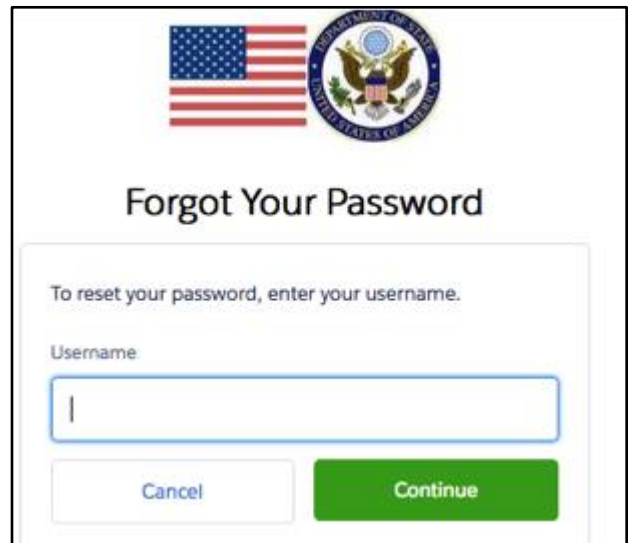 DEPARTMENT OF STATE
UNITED STATES OF AMERICA
Forgot Your Password
To reset your password, enter your username.
Username
Cancel
Continue